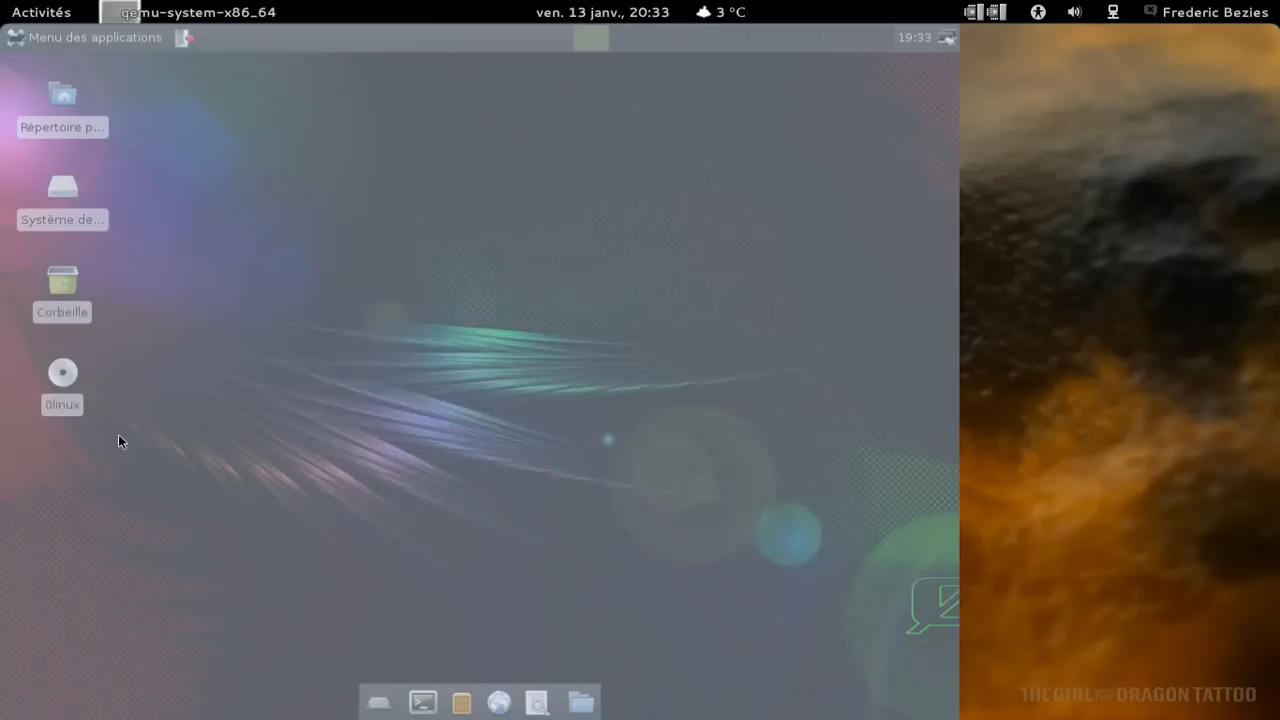 Activités
qemu-system-x86_64
ven. 13 janv., 20:33
3 °C
Frederic Bezies
Menu des applications
19:33
Répertoire p...
Système de...
Corbeille
0linux
THE GIRL WITH THE DRAGON TATTOO